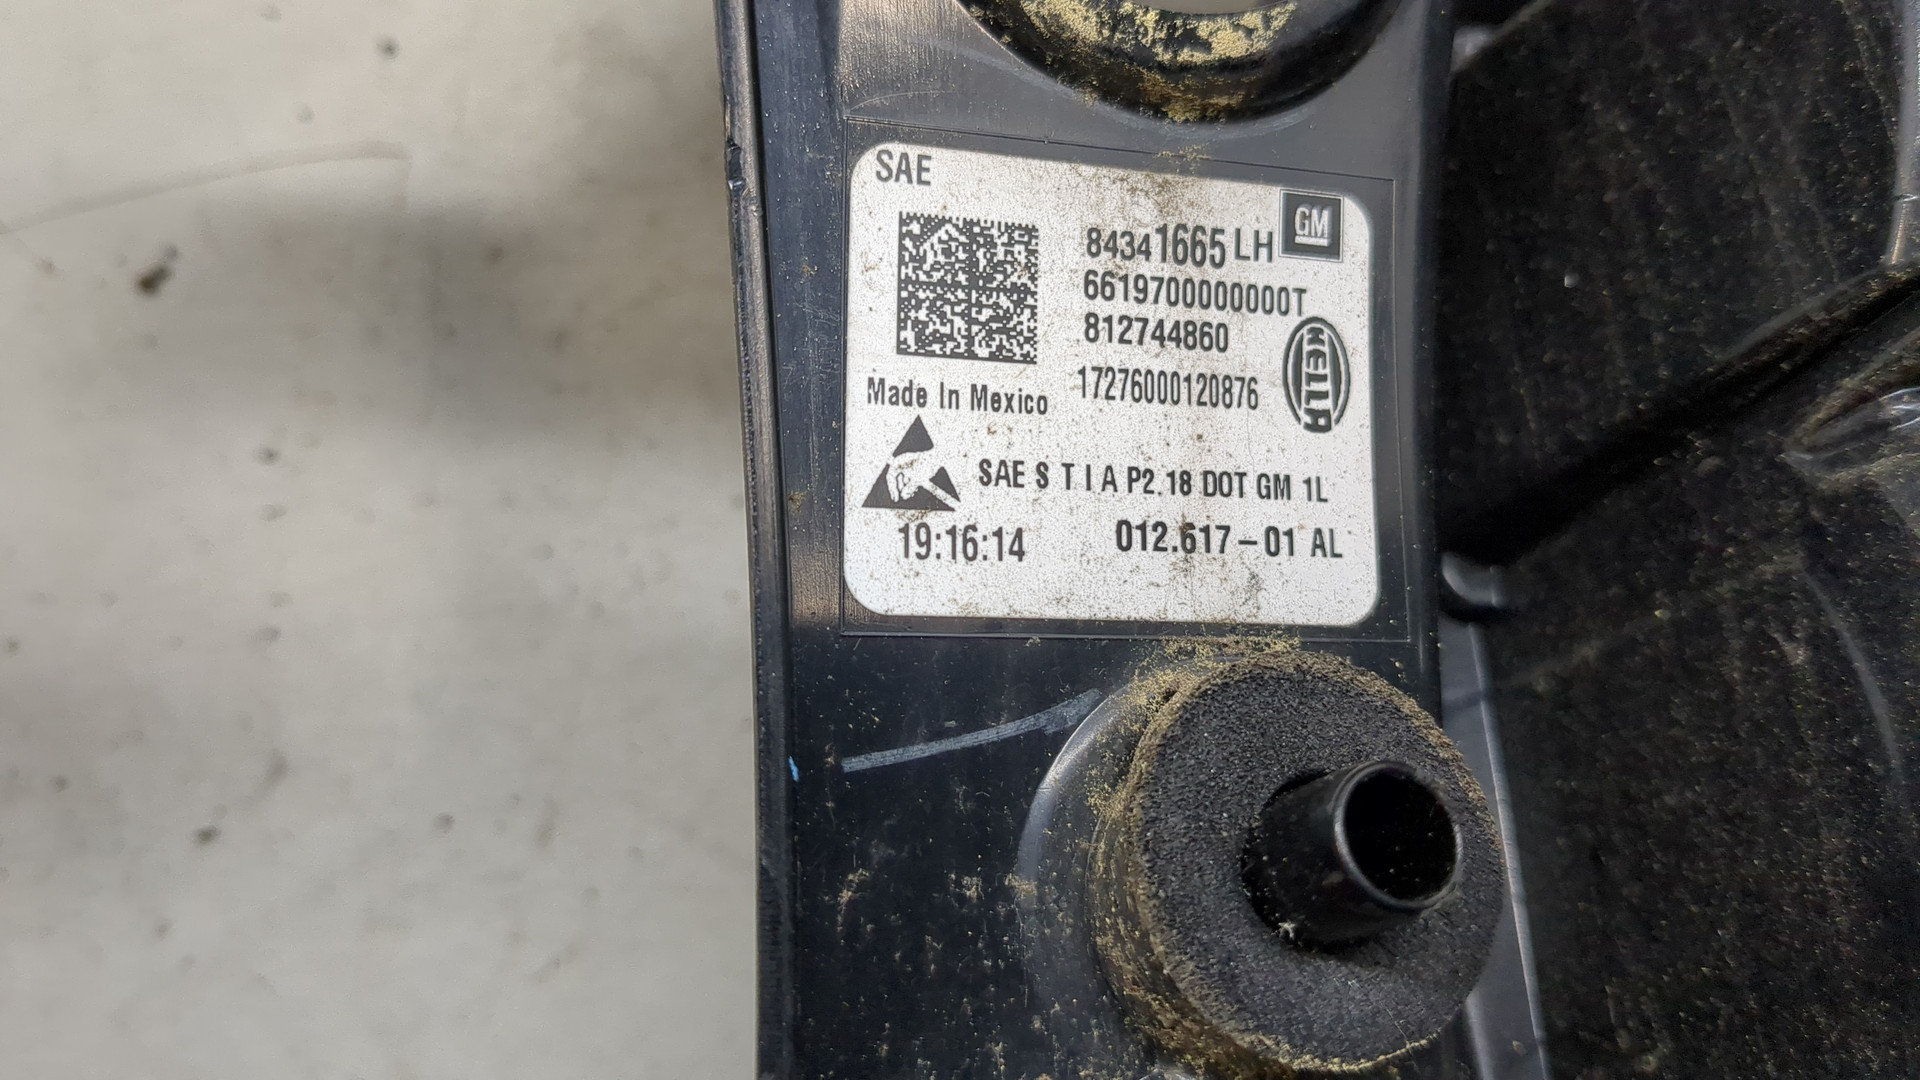 SAE
GM
84341665 LH
6619700000000T
812744860
17276000120876
HELLA
Made In Mexico
SAE S T I A P2.18 DOT GM 1L
19:16:14
012.617-01 AL